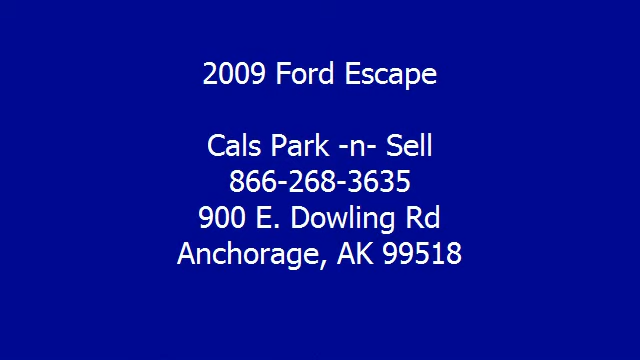 2009 Ford Escape
Cals Park -n- Sell
866-268-3635
900 E. Dowling Rd
Anchorage, AK 99518